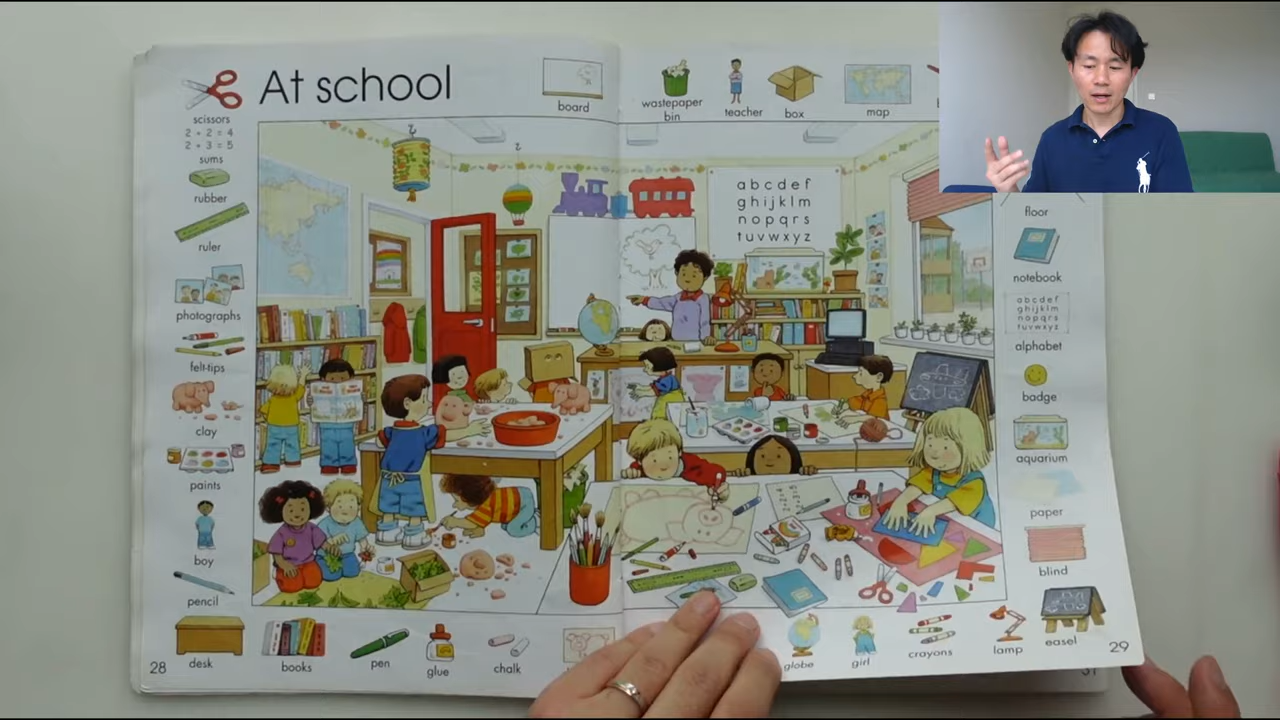 At school
board
wastepaper
bin
teacher
box
map
scissors
2 + 2 = 4
2 + 3 = 5
sums
rubber
ruler
photographs
felt-tips
clay
paints
boy
pencil
desk
28
books
pen
glue
chalk
a b c d e f
g h i j k l m
n o p q r s
t u v w x y z
floor
notebook
a b c d e f
g h i j k l m
n o p q r s
t u v w x y z
alphabet
badge
aquarium
paper
blind
easel
29
globe
girl
crayons
lamp